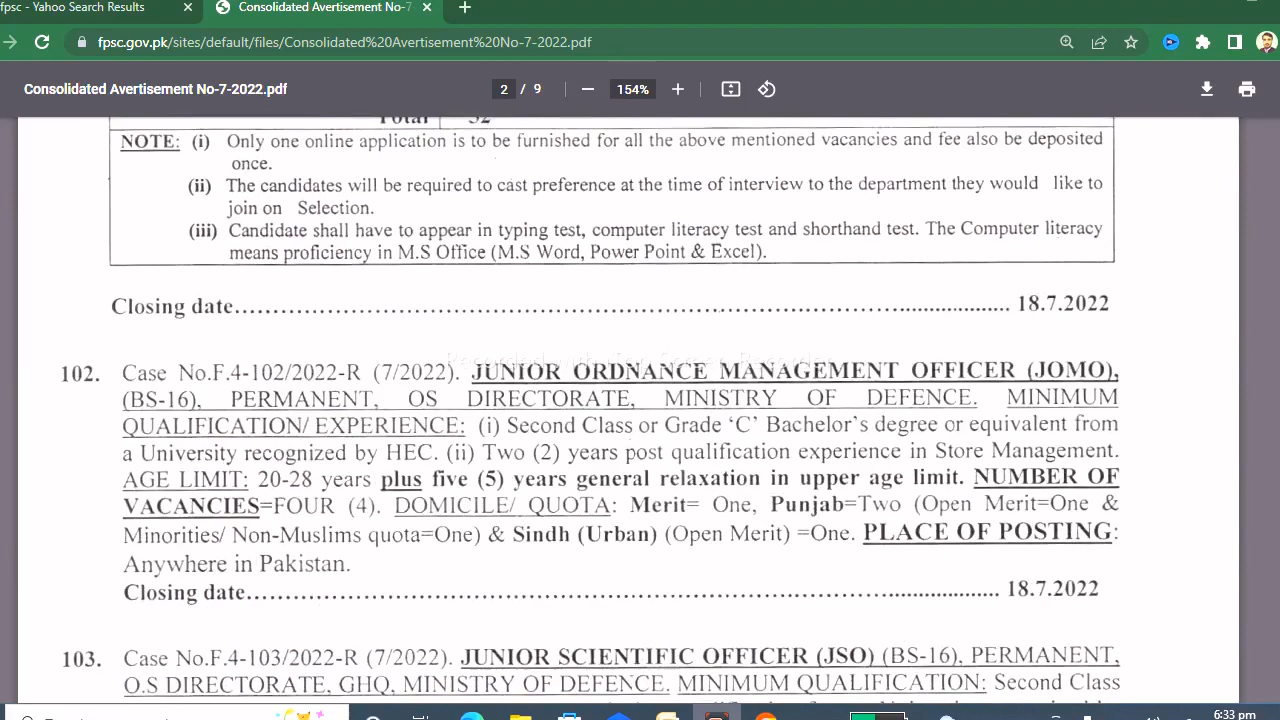 fpsc - Yahoo Search Results
Consolidated Avertisement No-7
fpsc.gov.pk/sites/default/files/Consolidated%20Avertisement%20No-7-2022.pdf
Consolidated Avertisement No-7-2022.pdf
2 / 9
154%
Total 32
NOTE: (i) Only one online application is to be furnished for all the above mentioned vacancies and fee also be deposited
once.
(ii) The candidates will be required to cast preference at the time of interview to the department they would like to
join on Selection.
(iii) Candidate shall have to appear in typing test, computer literacy test and shorthand test. The Computer literacy
means proficiency in M.S Office (M.S Word, Power Point & Excel).
Closing date........................................................................................................ 18.7.2022
102. Case No.F.4-102/2022-R (7/2022). JUNIOR ORDNANCE MANAGEMENT OFFICER (JOMO),
(BS-16), PERMANENT, OS DIRECTORATE, MINISTRY OF DEFENCE. MINIMUM
QUALIFICATION/ EXPERIENCE: (i) Second Class or Grade ‘C’ Bachelor’s degree or equivalent from
a University recognized by HEC. (ii) Two (2) years post qualification experience in Store Management.
AGE LIMIT: 20-28 years plus five (5) years general relaxation in upper age limit. NUMBER OF
VACANCIES=FOUR (4). DOMICILE/ QUOTA: Merit= One, Punjab=Two (Open Merit=One &
Minorities/ Non-Muslims quota=One) & Sindh (Urban) (Open Merit) =One. PLACE OF POSTING:
Anywhere in Pakistan.
Closing date...................................................................................................... 18.7.2022
103. Case No.F.4-103/2022-R (7/2022). JUNIOR SCIENTIFIC OFFICER (JSO) (BS-16), PERMANENT,
O.S DIRECTORATE, GHQ, MINISTRY OF DEFENCE. MINIMUM QUALIFICATION: Second Class
6:33 pm